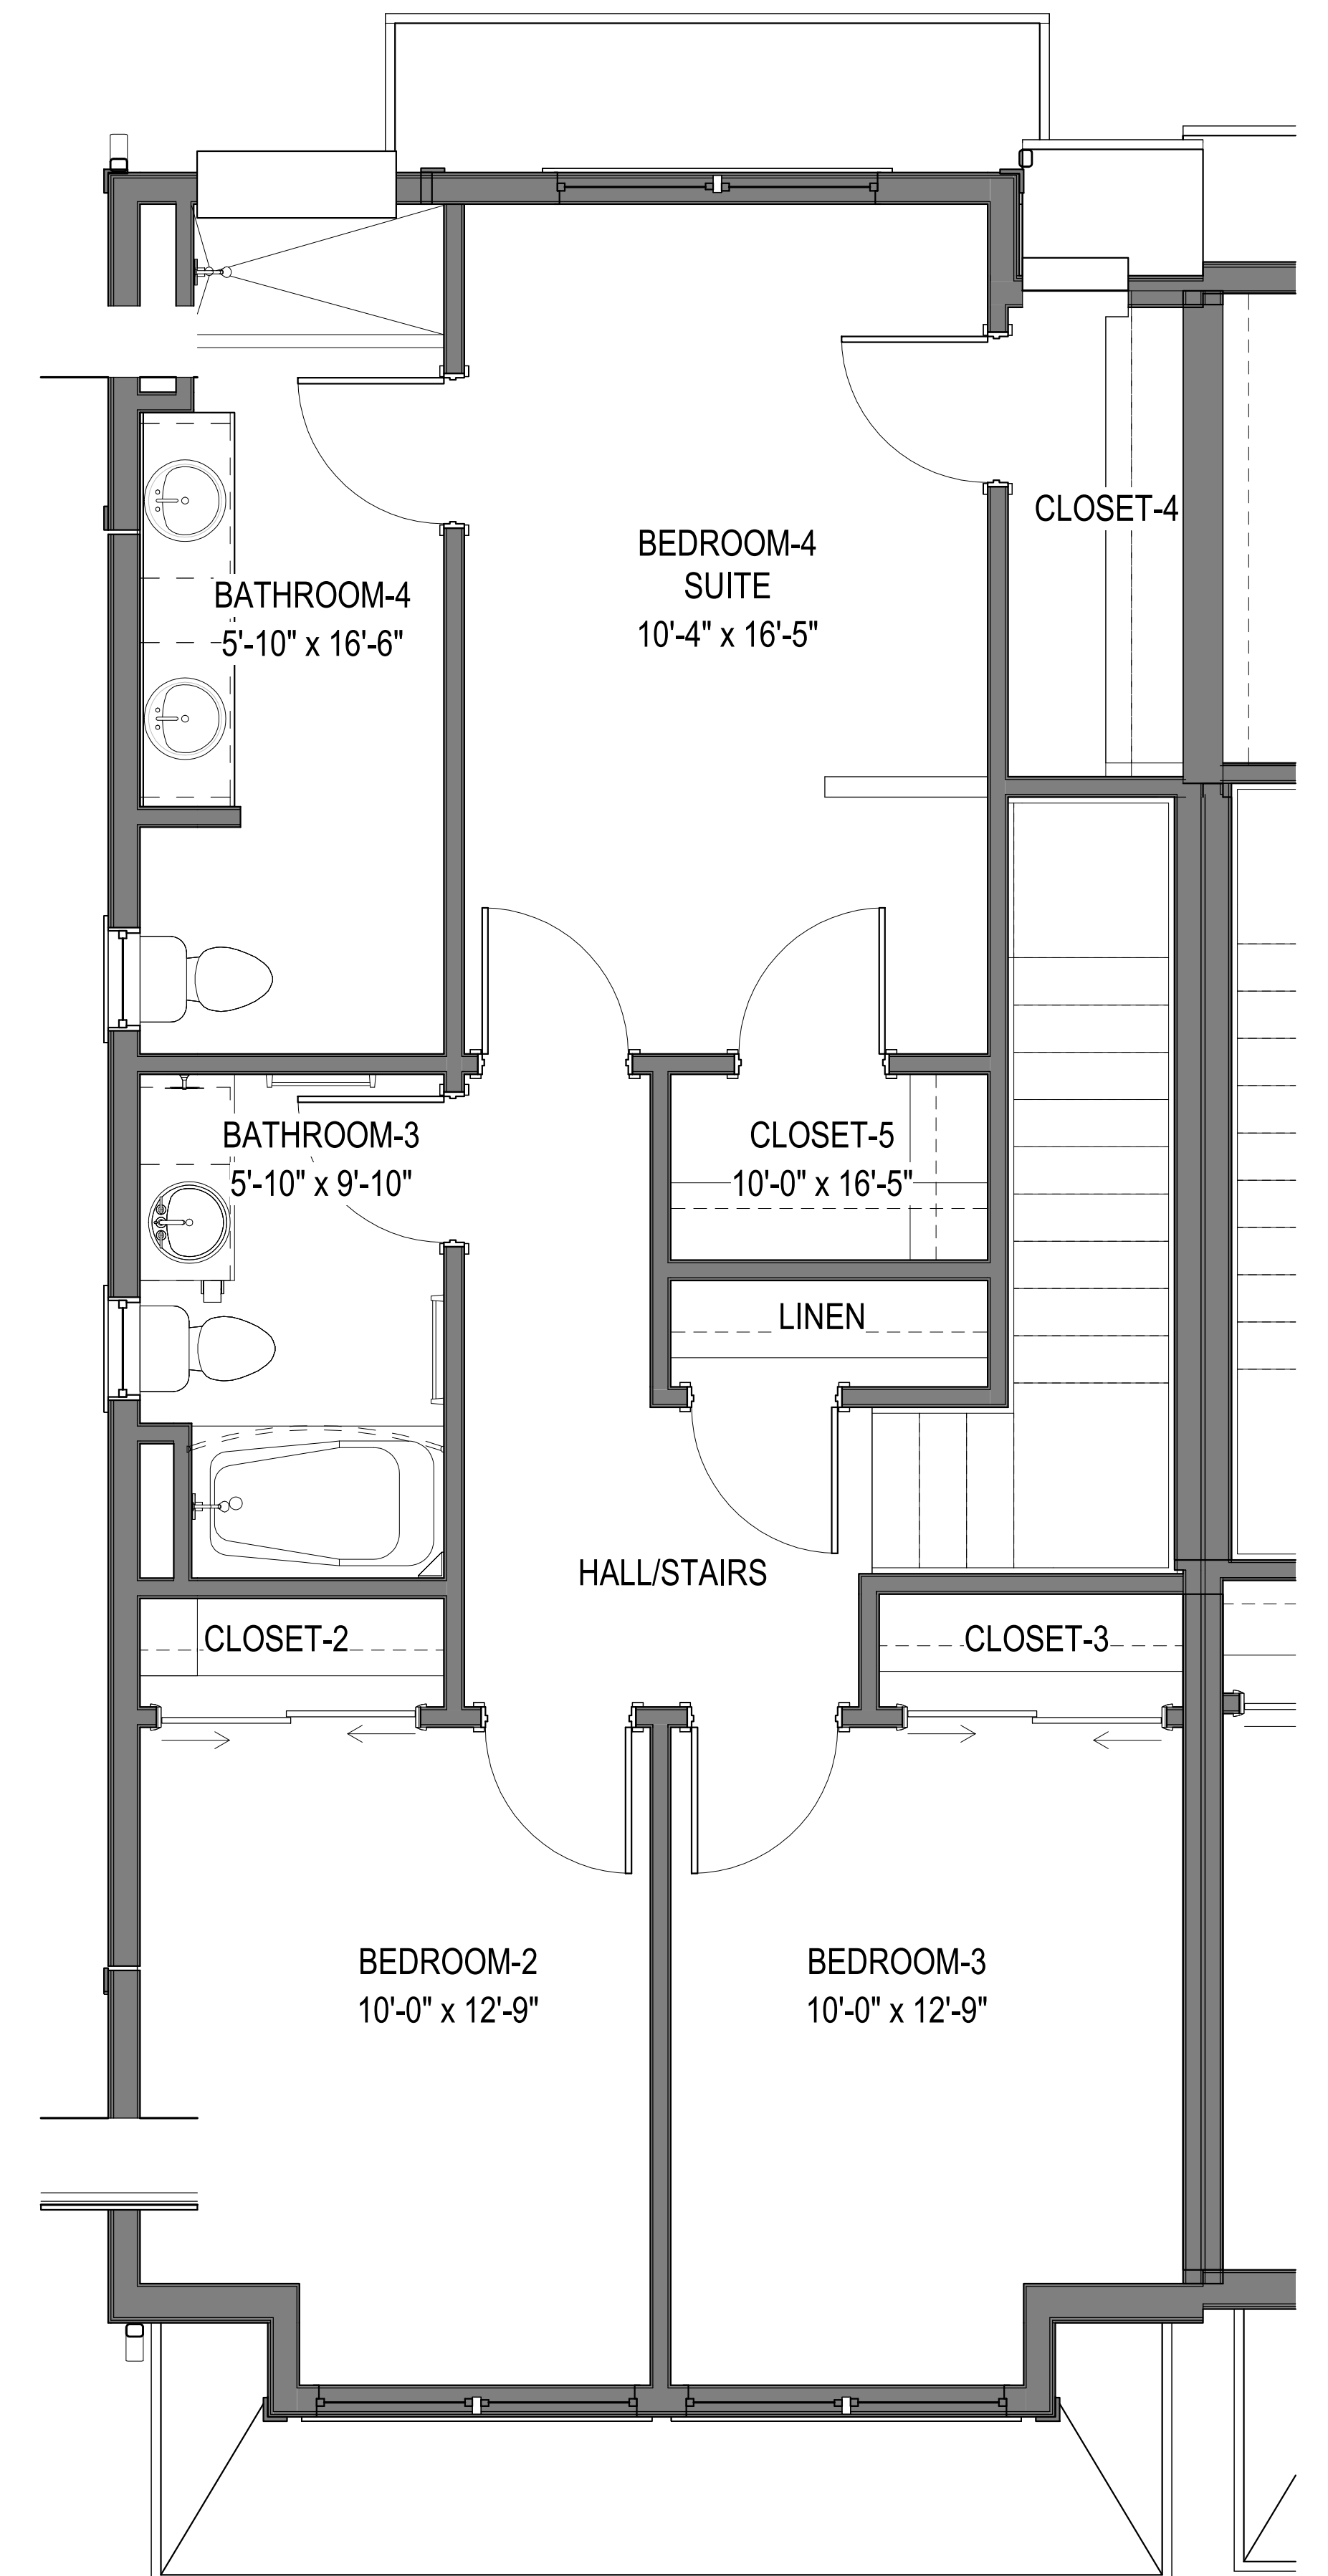 CLOSET-4
BEDROOM-4
SUITE
10'-4" x 16'-5"
BATHROOM-4
5'-10" x 16'-6"
BATHROOM-3
5'-10" x 9'-10"
CLOSET-5
10'-0" x 16'-5"
LINEN
HALL/STAIRS
CLOSET-2
CLOSET-3
BEDROOM-2
10'-0" x 12'-9"
BEDROOM-3
10'-0" x 12'-9"